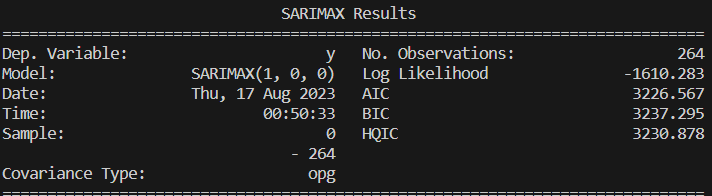 SARIMAX Results
==============================================================================
Dep. Variable:                      y   No. Observations:                  264
Model:               SARIMAX(1, 0, 0)   Log Likelihood               -1610.283
Date:                Thu, 17 Aug 2023   AIC                           3226.567
Time:                        00:50:33   BIC                           3237.295
Sample:                             0   HQIC                          3230.878
                                - 264
Covariance Type:                  opg
==============================================================================